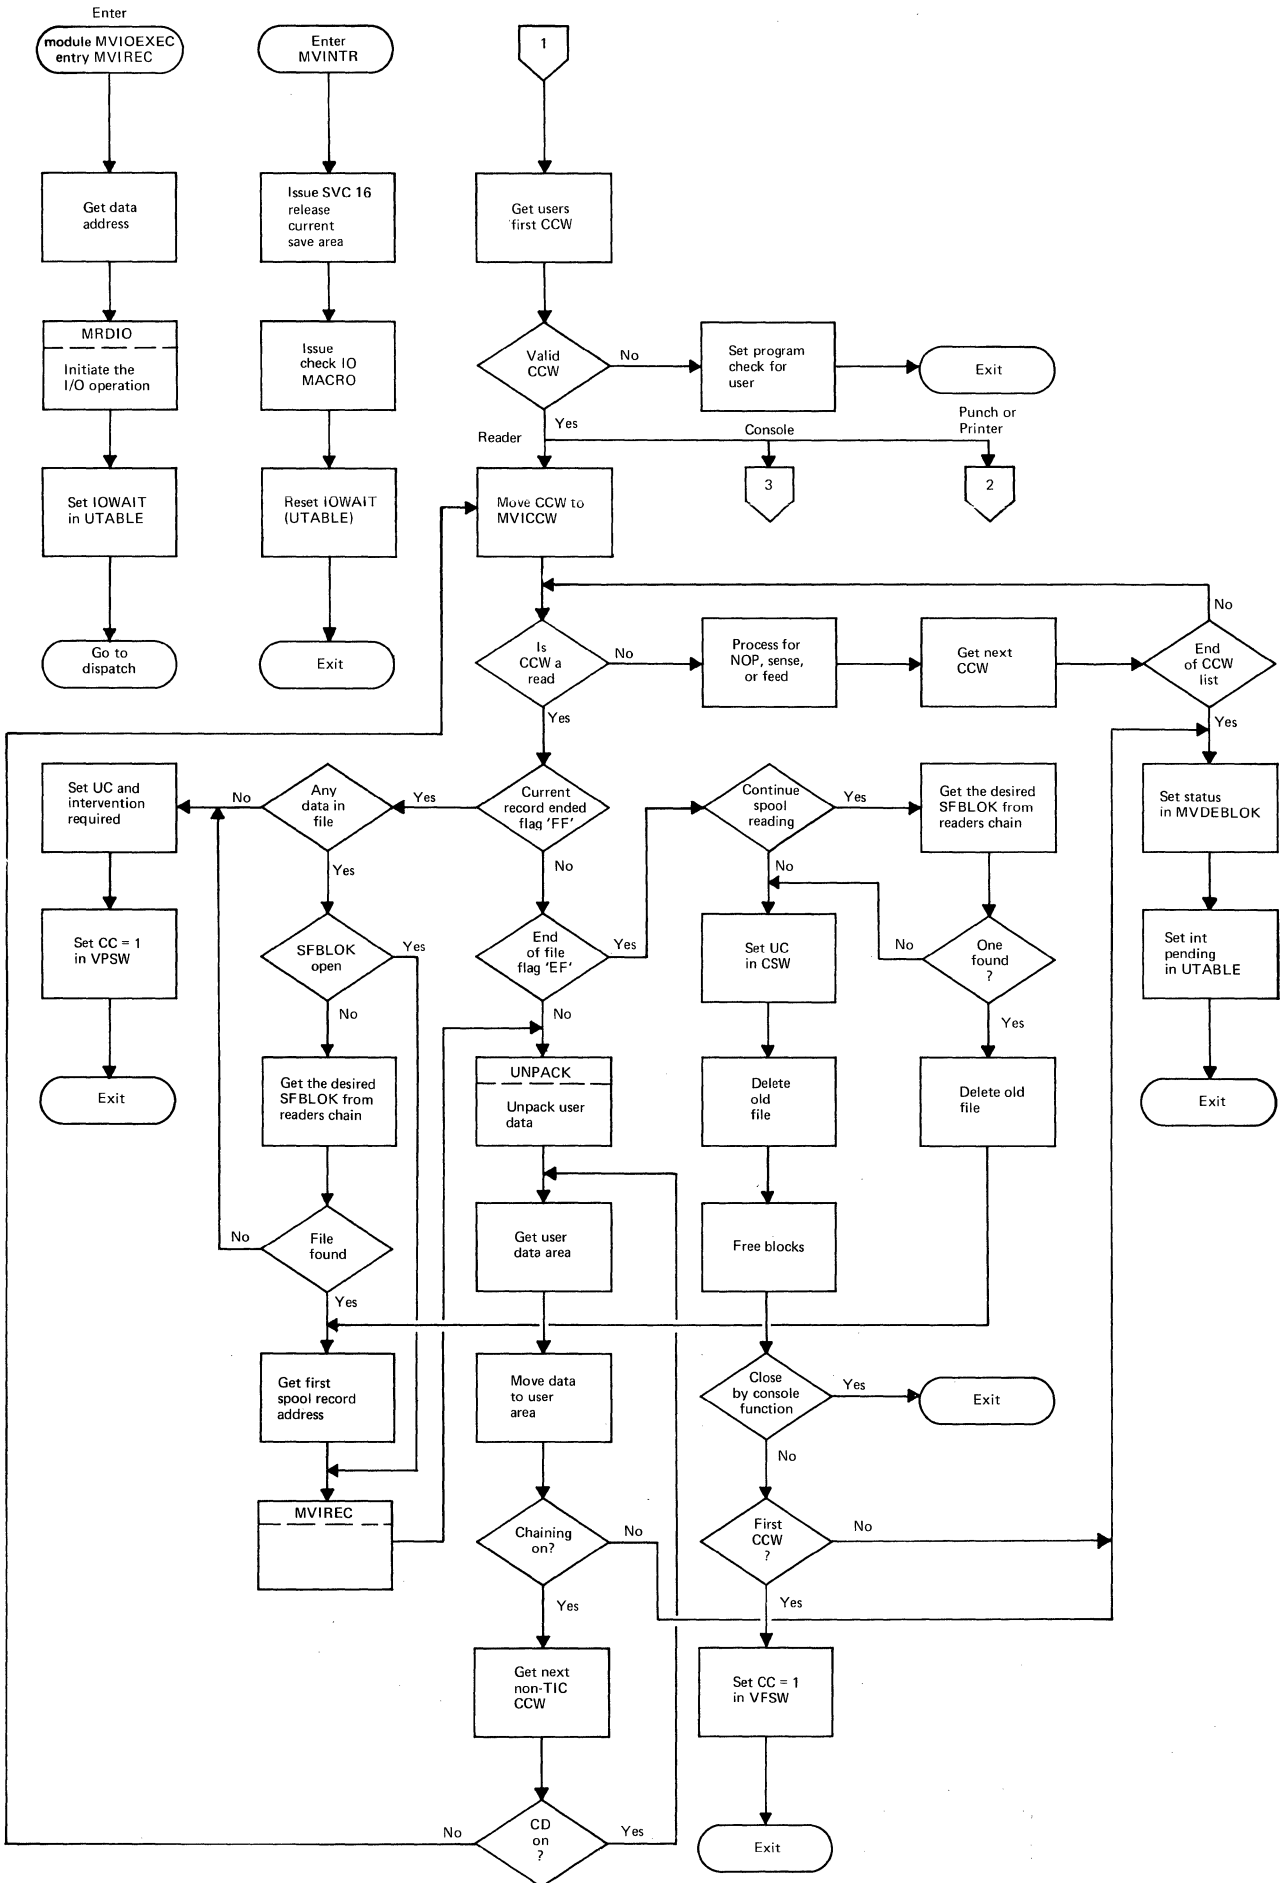 Enter
module MVIOEXEC
entry MVIREC
Enter
MVINTR
1
Get data
address
Issue SVC 16
release
current
save area
Get users
first CCW
MRDIO
Initiate the
I/O operation
Issue
check IO
MACRO
Valid
CCW
No
Set program
check for
user
Exit
Yes
Reader
Console
Punch or
Printer
Set IOWAIT
in UTABLE
Reset IOWAIT
(UTABLE)
Move CCW to
MVICCW
3
2
Go to
dispatch
Exit
Is
CCW a
read
No
Process for
NOP, sense,
or feed
Get next
CCW
End
of CCW
list
No
Yes
Yes
Set UC and
intervention
required
No
Any
data in
file
Yes
Current
record ended
flag 'FF'
Continue
spool
reading
Yes
Get the desired
SFBLOK from
readers chain
Set status
in MVDEBLOK
Yes
No
No
Set CC = 1
in VPSW
SFBLOK
open
Yes
End
of file
flag 'EF'
Yes
Set UC
in CSW
No
One
found
?
Set int
pending
in UTABLE
No
No
Yes
Exit
Get the desired
SFBLOK from
readers chain
UNPACK
Unpack user
data
Delete
old
file
Delete old
file
Exit
No
File
found
Get user
data area
Free blocks
Yes
Get first
spool record
address
Move data
to user
area
Close
by console
function
Yes
Exit
No
MVIREC
Chaining
on?
No
First
CCW
?
No
Yes
Yes
Get next
non-TIC
CCW
Set CC = 1
in VFSW
No
CD
on
?
Yes
Exit